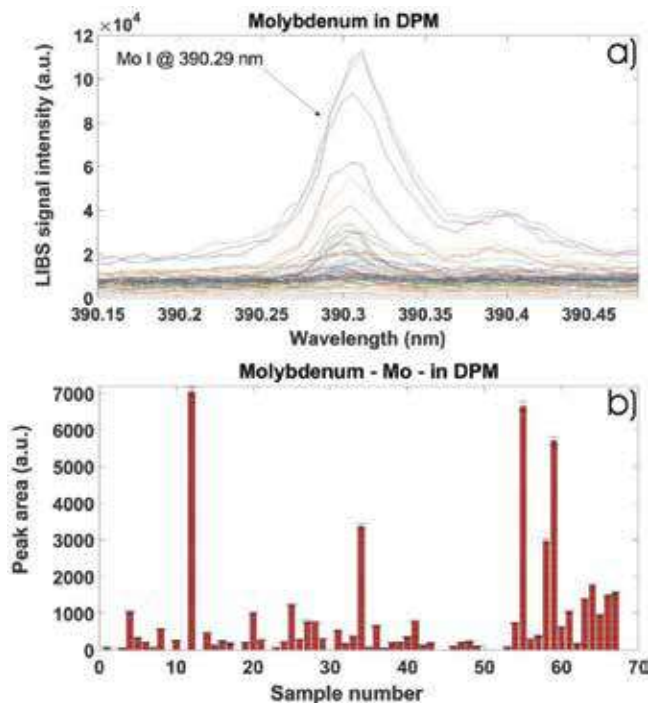 Molybdenum in DPM
×10⁴
a)
Mo I @ 390.29 nm
12
10
8
6
4
2
0
LIBS signal intensity (a.u.)
390.15 390.2 390.25 390.3 390.35 390.4 390.45
Wavelength (nm)
Molybdenum - Mo - in DPM
b)
7000
6000
5000
4000
3000
2000
1000
0
Peak area (a.u.)
0 10 20 30 40 50 60 70
Sample number